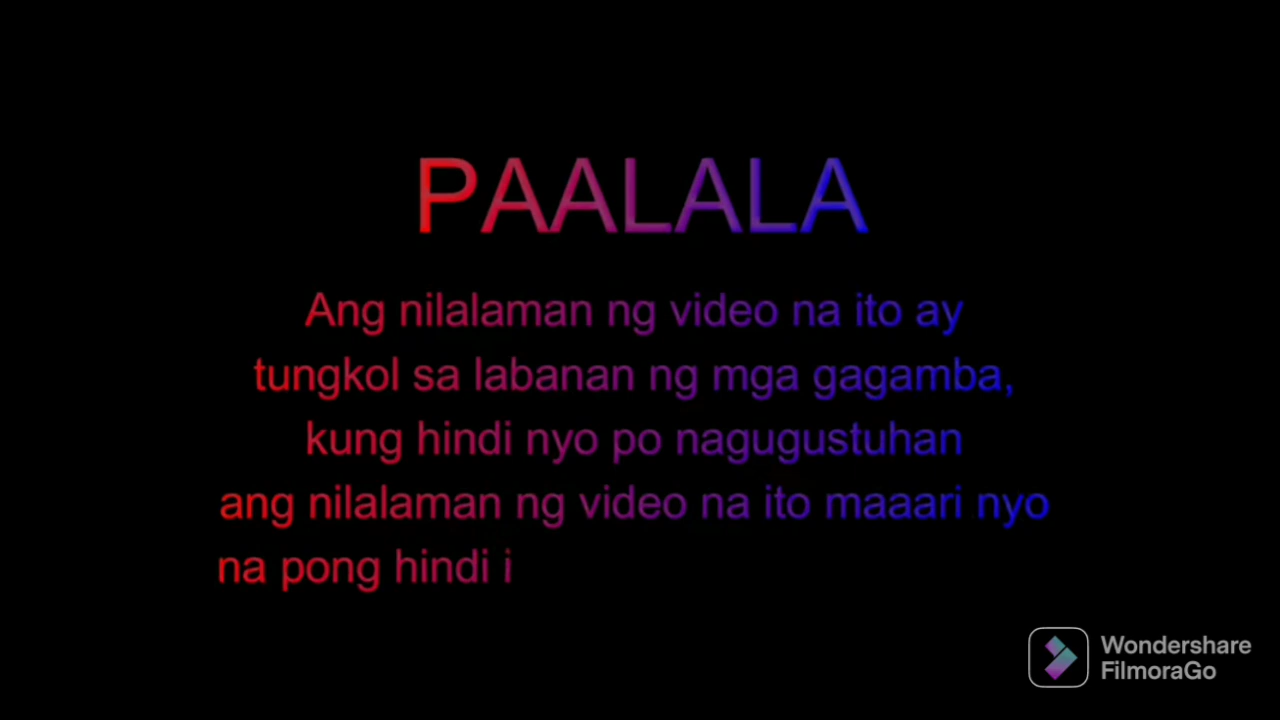 PAALALA
Ang nilalaman ng video na ito ay
tungkol sa labanan ng mga gagamba,
kung hindi nyo po nagugustuhan
ang nilalaman ng video na ito maaari nyo
na pong hindi i
Wondershare
FilmoraGo